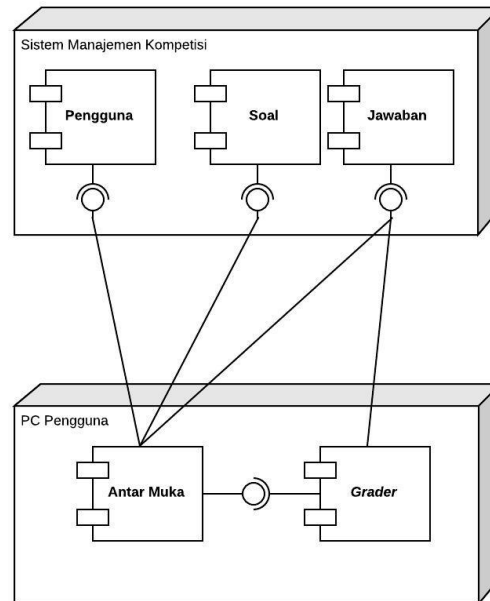 Sistem Manajemen Kompetisi
Pengguna
Soal
Jawaban
PC Pengguna
Antar Muka
Grader